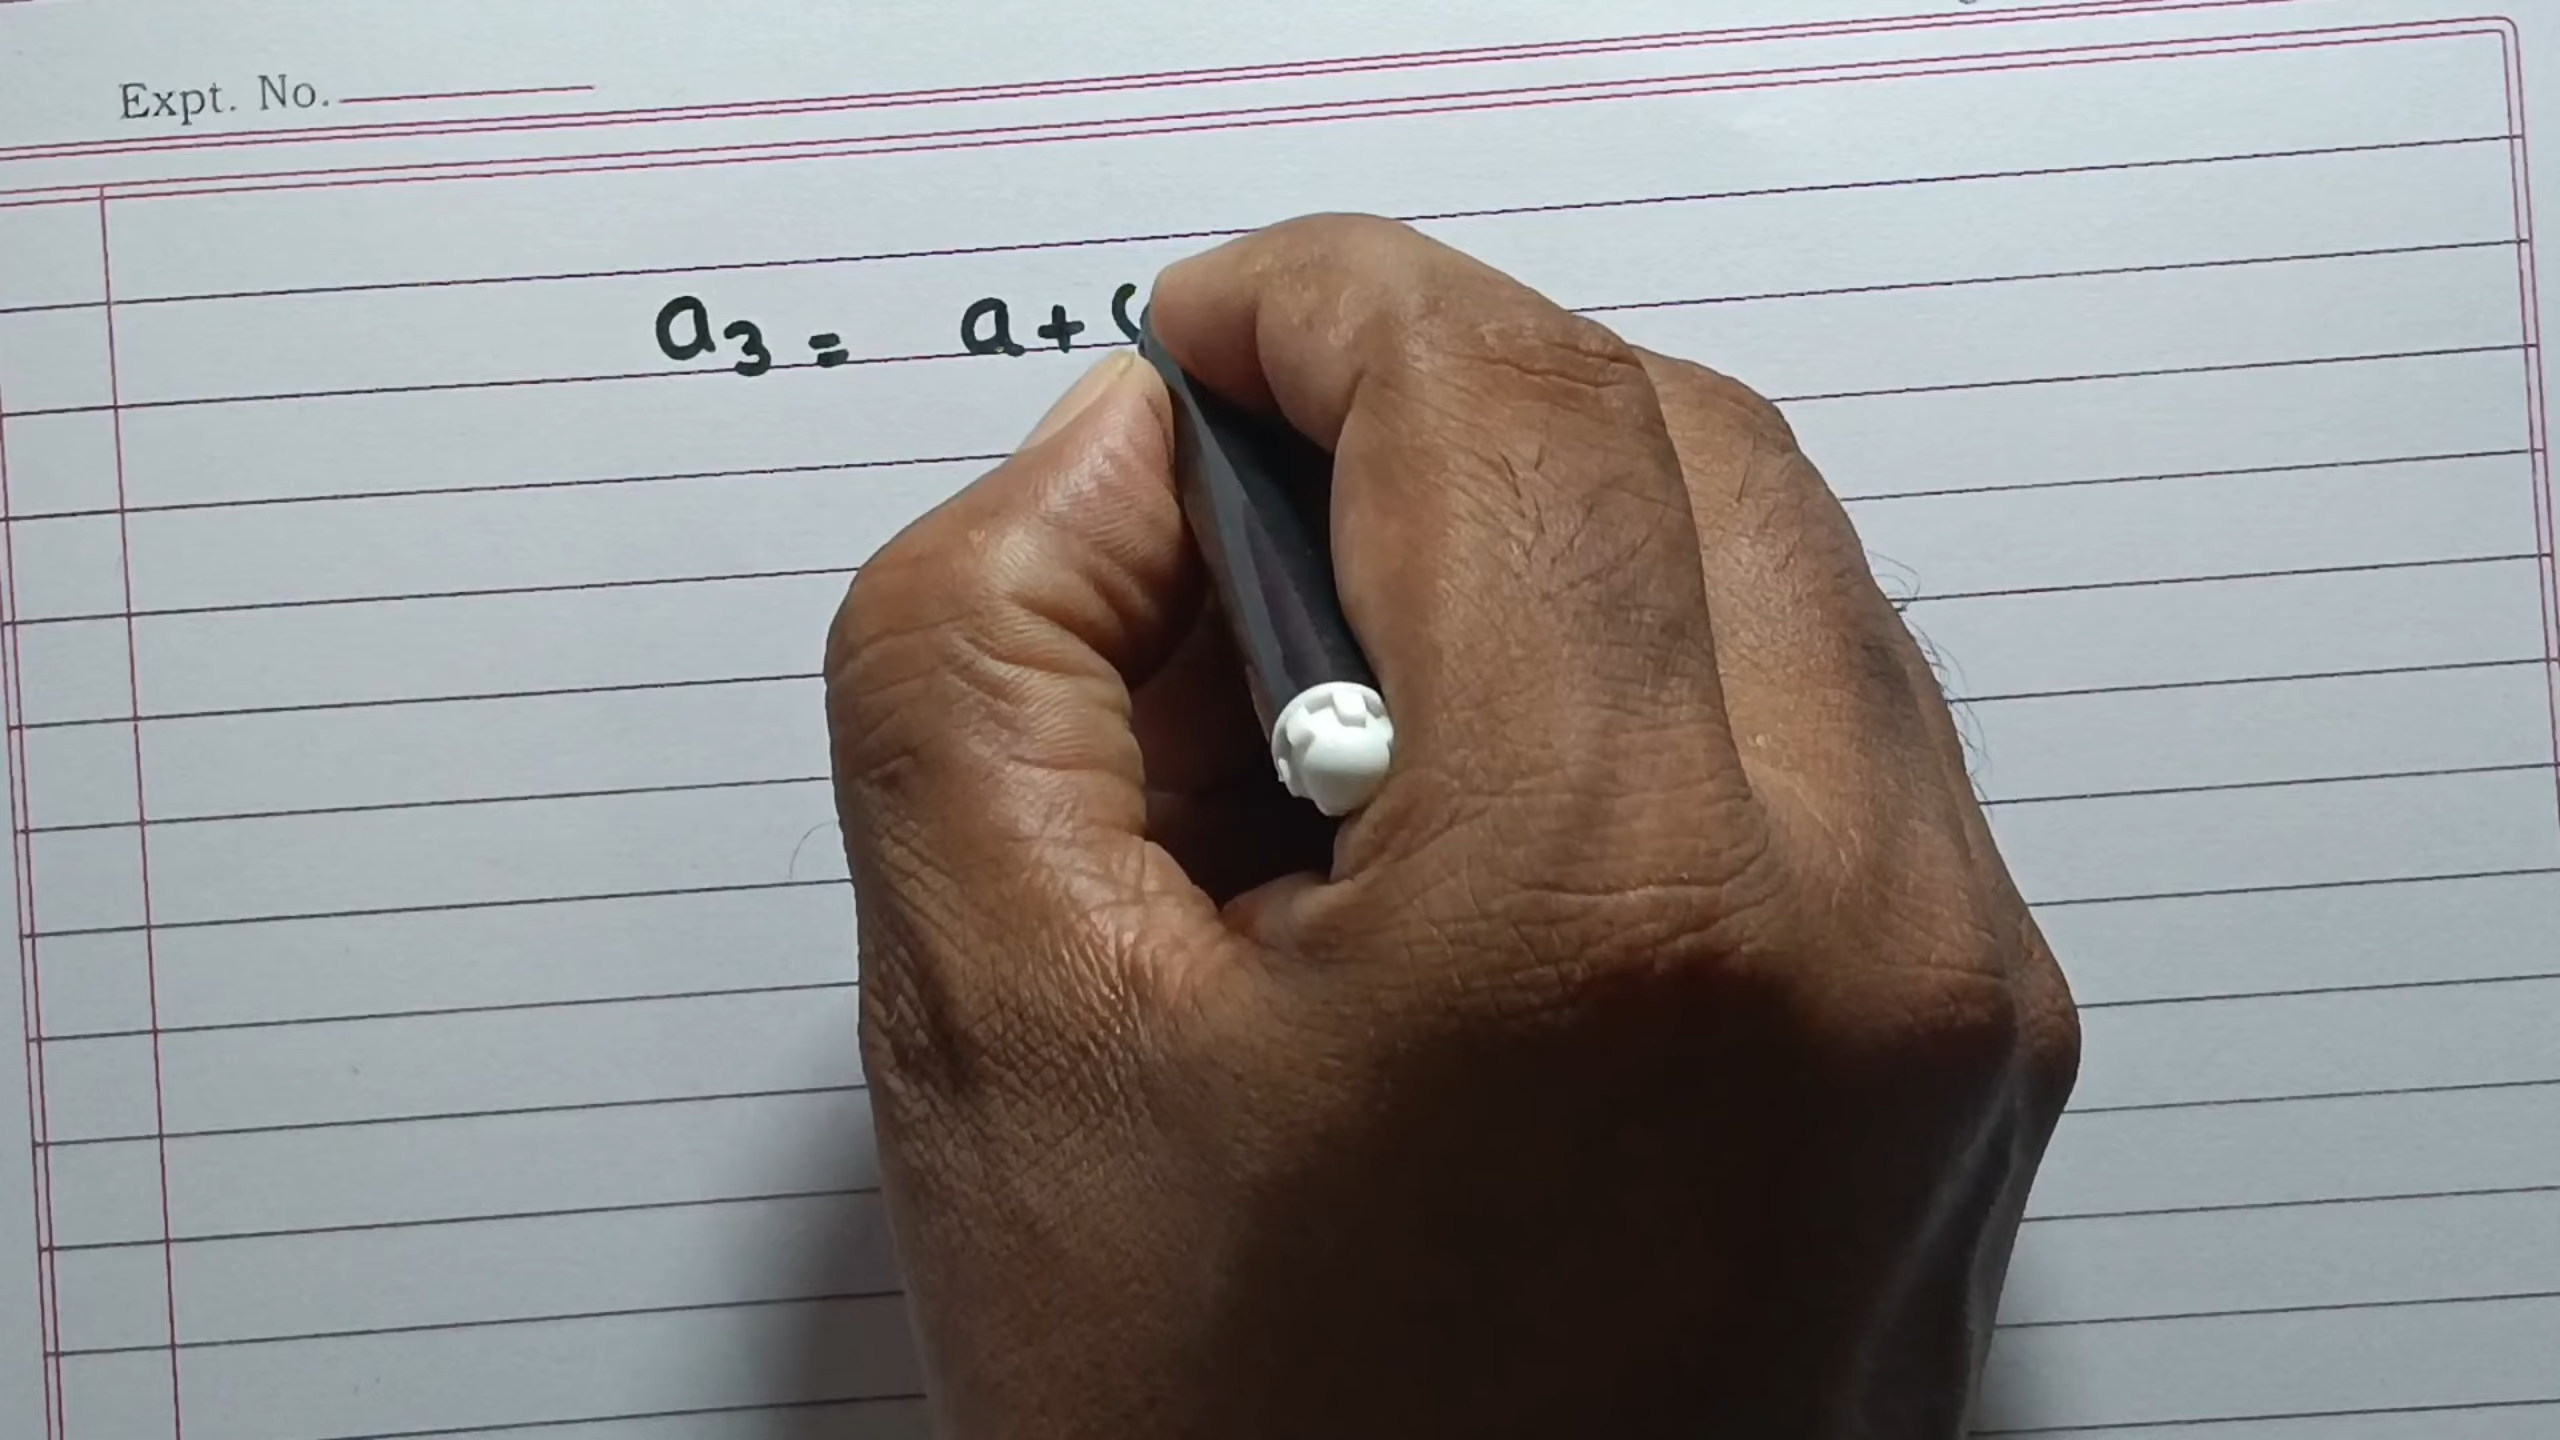 Expt. No.
a₃ = a + (